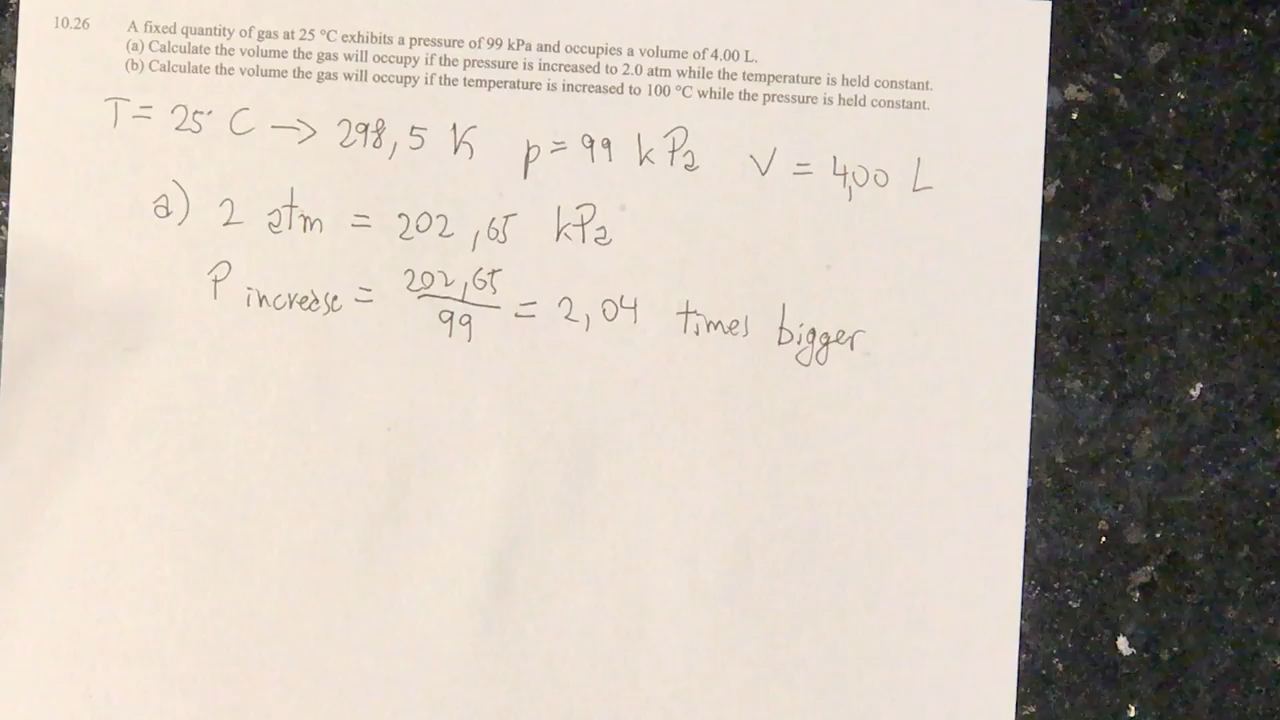 10.26 A fixed quantity of gas at 25 °C exhibits a pressure of 99 kPa and occupies a volume of 4.00 L.
(a) Calculate the volume the gas will occupy if the pressure is increased to 2.0 atm while the temperature is held constant.
(b) Calculate the volume the gas will occupy if the temperature is increased to 100 °C while the pressure is held constant.
T = 25° C -> 298,5 K p = 99 kPa V = 4,00 L
a) 2 atm = 202,65 kPa
P increase = 202,65 / 99 = 2,04 times bigger